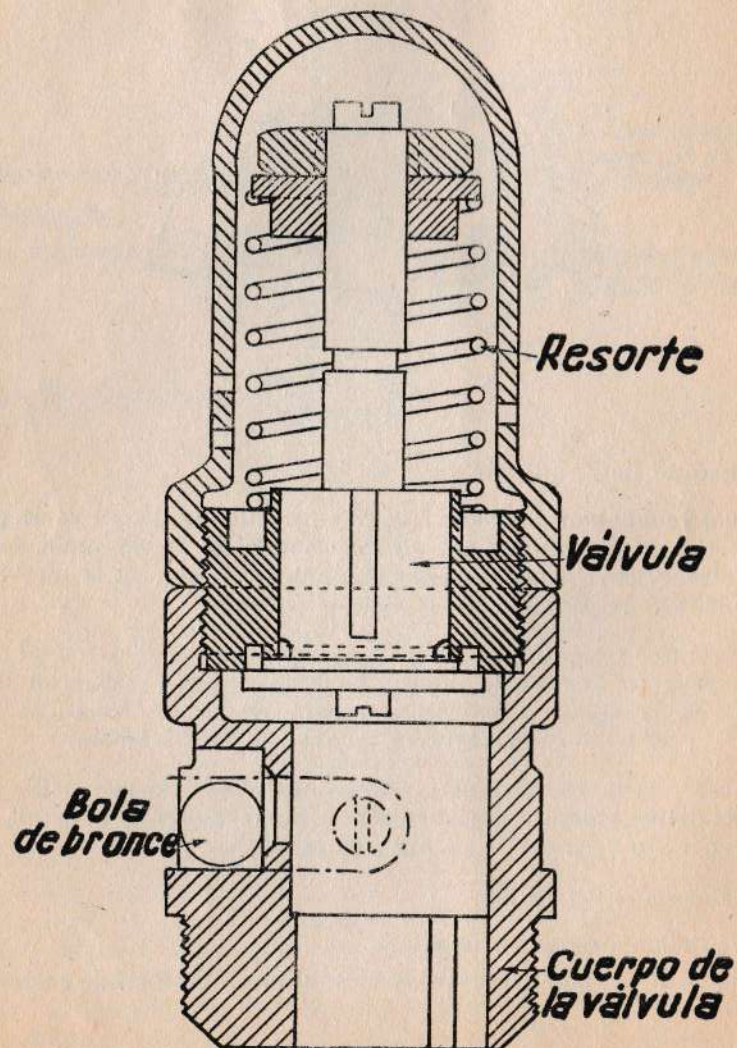 Resorte
Válvula
Bola
de bronce
Cuerpo de
la válvula